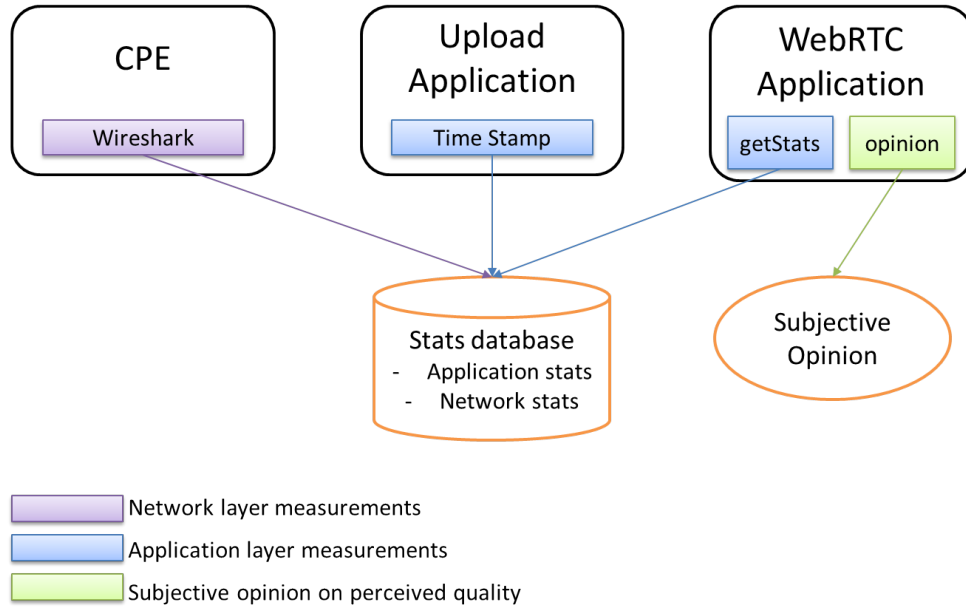 CPE
Wireshark
Upload
Application
Time Stamp
WebRTC
Application
getStats
opinion
Stats database
- Application stats
- Network stats
Subjective
Opinion
Network layer measurements
Application layer measurements
Subjective opinion on perceived quality